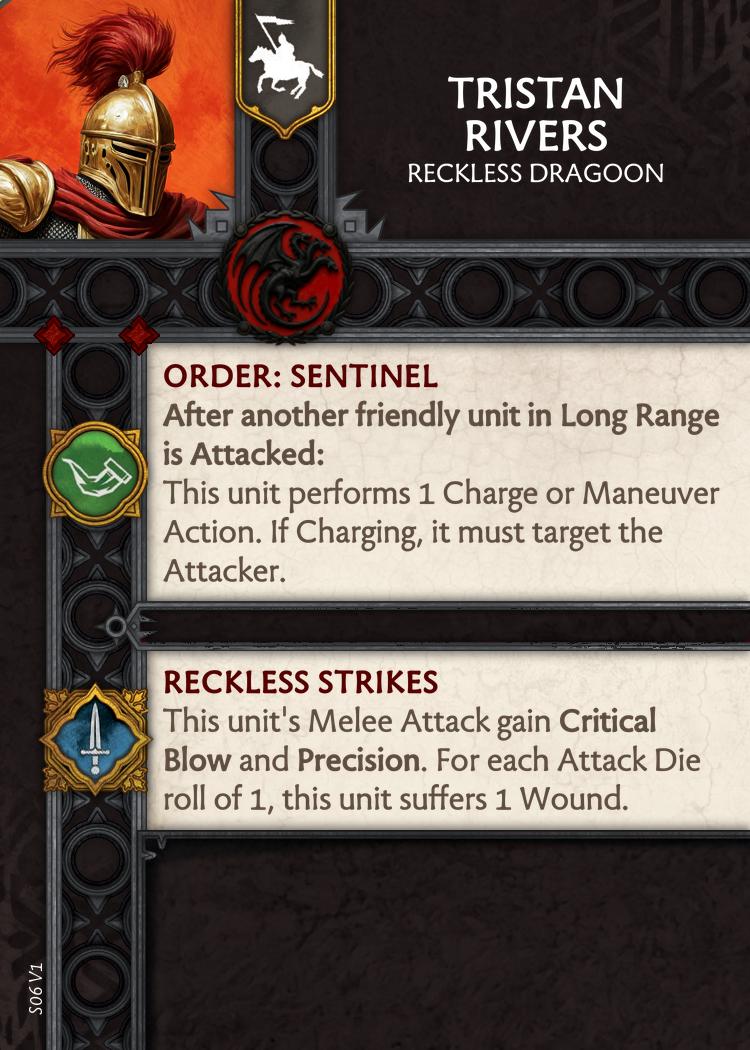 TRISTAN
RIVERS
RECKLESS DRAGOON
ORDER: SENTINEL
After another friendly unit in Long Range
is Attacked:
This unit performs 1 Charge or Maneuver
Action. If Charging, it must target the
Attacker.
RECKLESS STRIKES
This unit's Melee Attack gain Critical
Blow and Precision. For each Attack Die
roll of 1, this unit suffers 1 Wound.
S06 V1